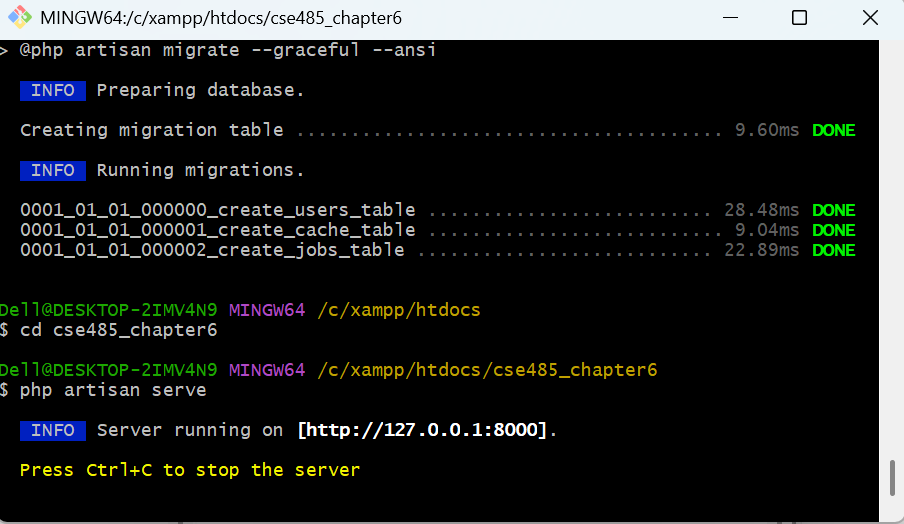 MINGW64:/c/xampp/htdocs/cse485_chapter6
> @php artisan migrate --graceful --ansi
INFO Preparing database.
Creating migration table ....................................... 9.60ms DONE
INFO Running migrations.
0001_01_01_000000_create_users_table .......................... 28.48ms DONE
0001_01_01_000001_create_cache_table ........................... 9.04ms DONE
0001_01_01_000002_create_jobs_table ........................... 22.89ms DONE
Dell@DESKTOP-2IMV4N9 MINGW64 /c/xampp/htdocs
$ cd cse485_chapter6
Dell@DESKTOP-2IMV4N9 MINGW64 /c/xampp/htdocs/cse485_chapter6
$ php artisan serve
INFO Server running on [http://127.0.0.1:8000].
Press Ctrl+C to stop the server